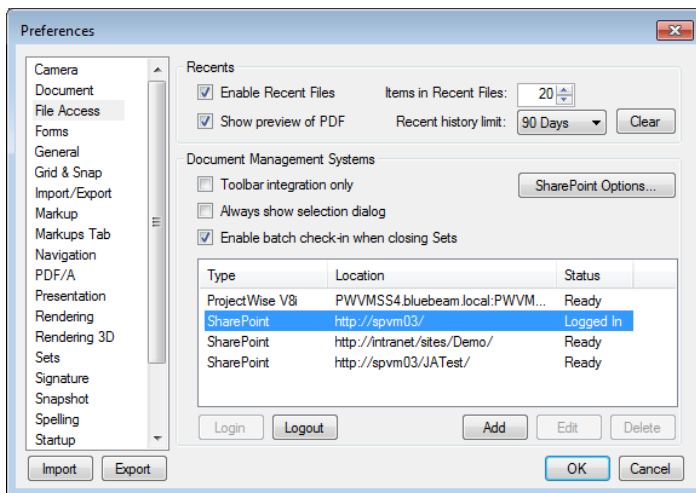 Preferences
Camera
Document
File Access
Forms
General
Grid & Snap
Import/Export
Markup
Markups Tab
Navigation
PDF/A
Presentation
Rendering
Rendering 3D
Sets
Signature
Snapshot
Spelling
Startup
Import Export
Recents
Enable Recent Files Items in Recent Files: 20
Show preview of PDF Recent history limit: 90 Days Clear
Document Management Systems
Toolbar integration only SharePoint Options...
Always show selection dialog
Enable batch check-in when closing Sets
Type Location Status
ProjectWise V8i PWVMSS4.bluebeam.local:PWVM... Ready
SharePoint http://spvm03/ Logged In
SharePoint http://intranet/sites/Demo/ Ready
SharePoint http://spvm03/JATest/ Ready
Login Logout Add Edit Delete
OK Cancel